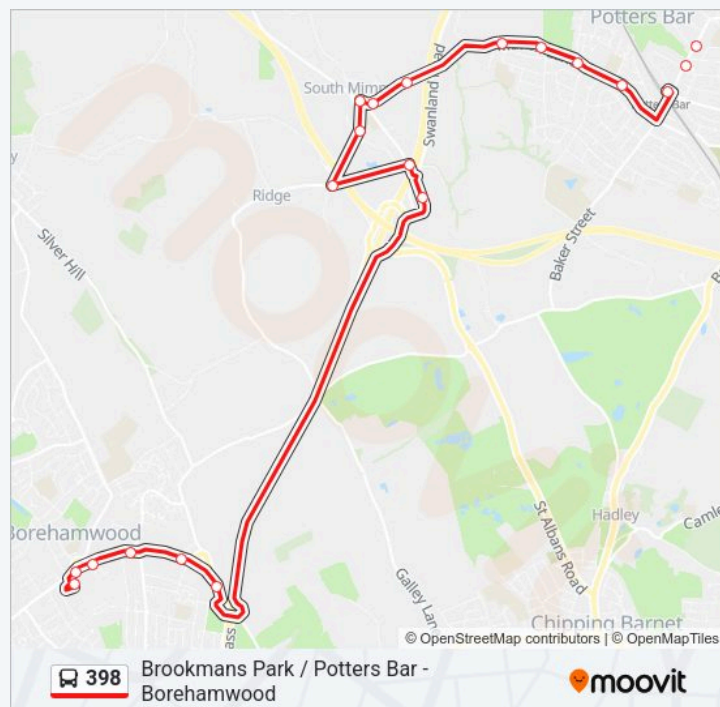 Potters Bar
South Mimms
Swanland Road
Ridge
Silver Hill
Baker Street
Borehamwood
St Albans Road
Hadley
Galley Lane
Chipping Barnet
© OpenStreetMap contributors | © OpenMapTiles
398
Brookmans Park / Potters Bar -
Borehamwood
moovit